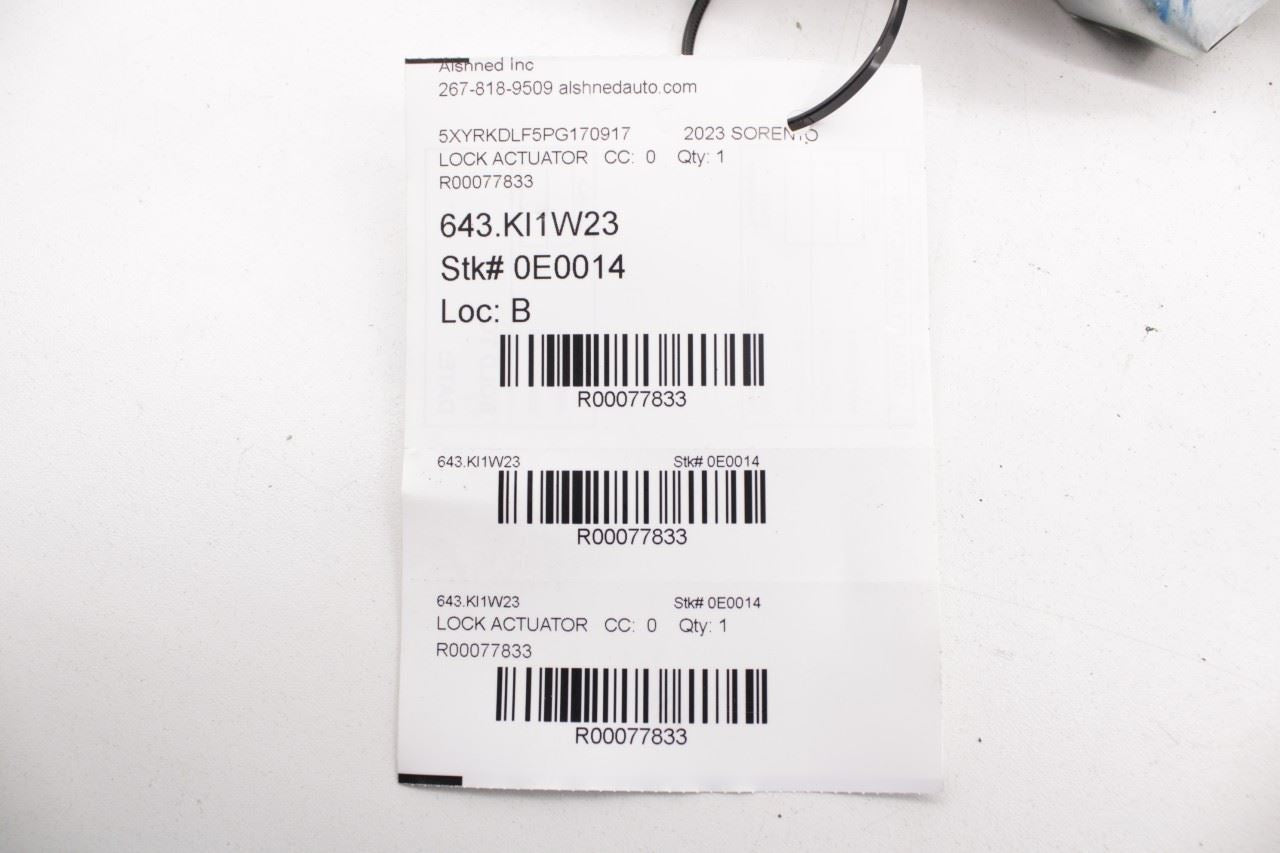 Alshned Inc
267-818-9509 alshnedauto.com
5XYRKDLF5PG170917 2023 SORENTO
LOCK ACTUATOR CC: 0 Qty: 1
R00077833
643.KI1W23
Stk# 0E0014
Loc: B
R00077833
643.KI1W23 Stk# 0E0014
R00077833
643.KI1W23 Stk# 0E0014
LOCK ACTUATOR CC: 0 Qty: 1
R00077833
R00077833